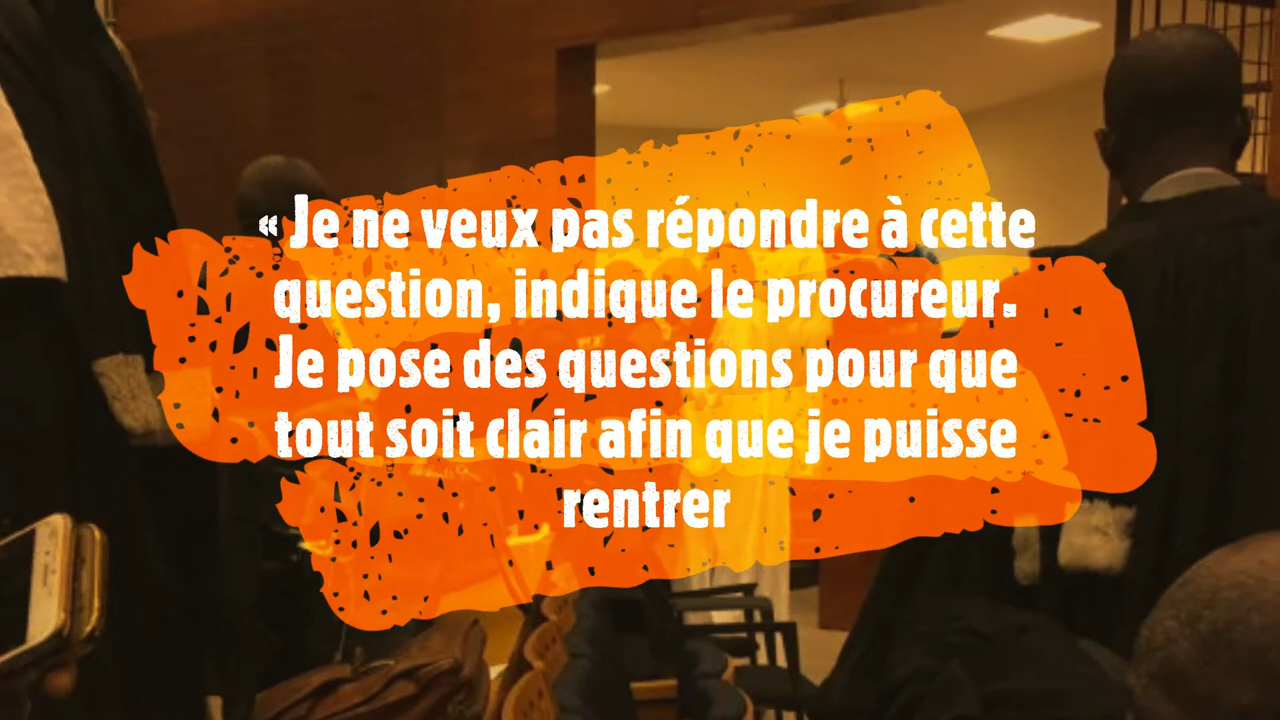 « Je ne veux pas répondre à cette
question, indique le procureur.
Je pose des questions pour que
tout soit clair afin que je puisse
rentrer